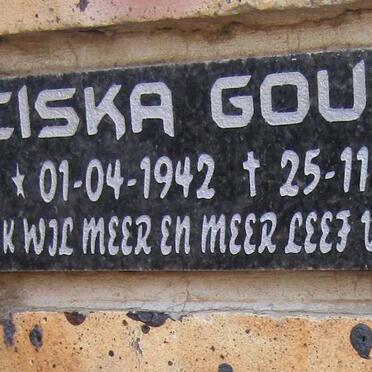 CISKA GOU
* 01-04-1942 † 25-11
K WIL MEER EN MEER LEEF